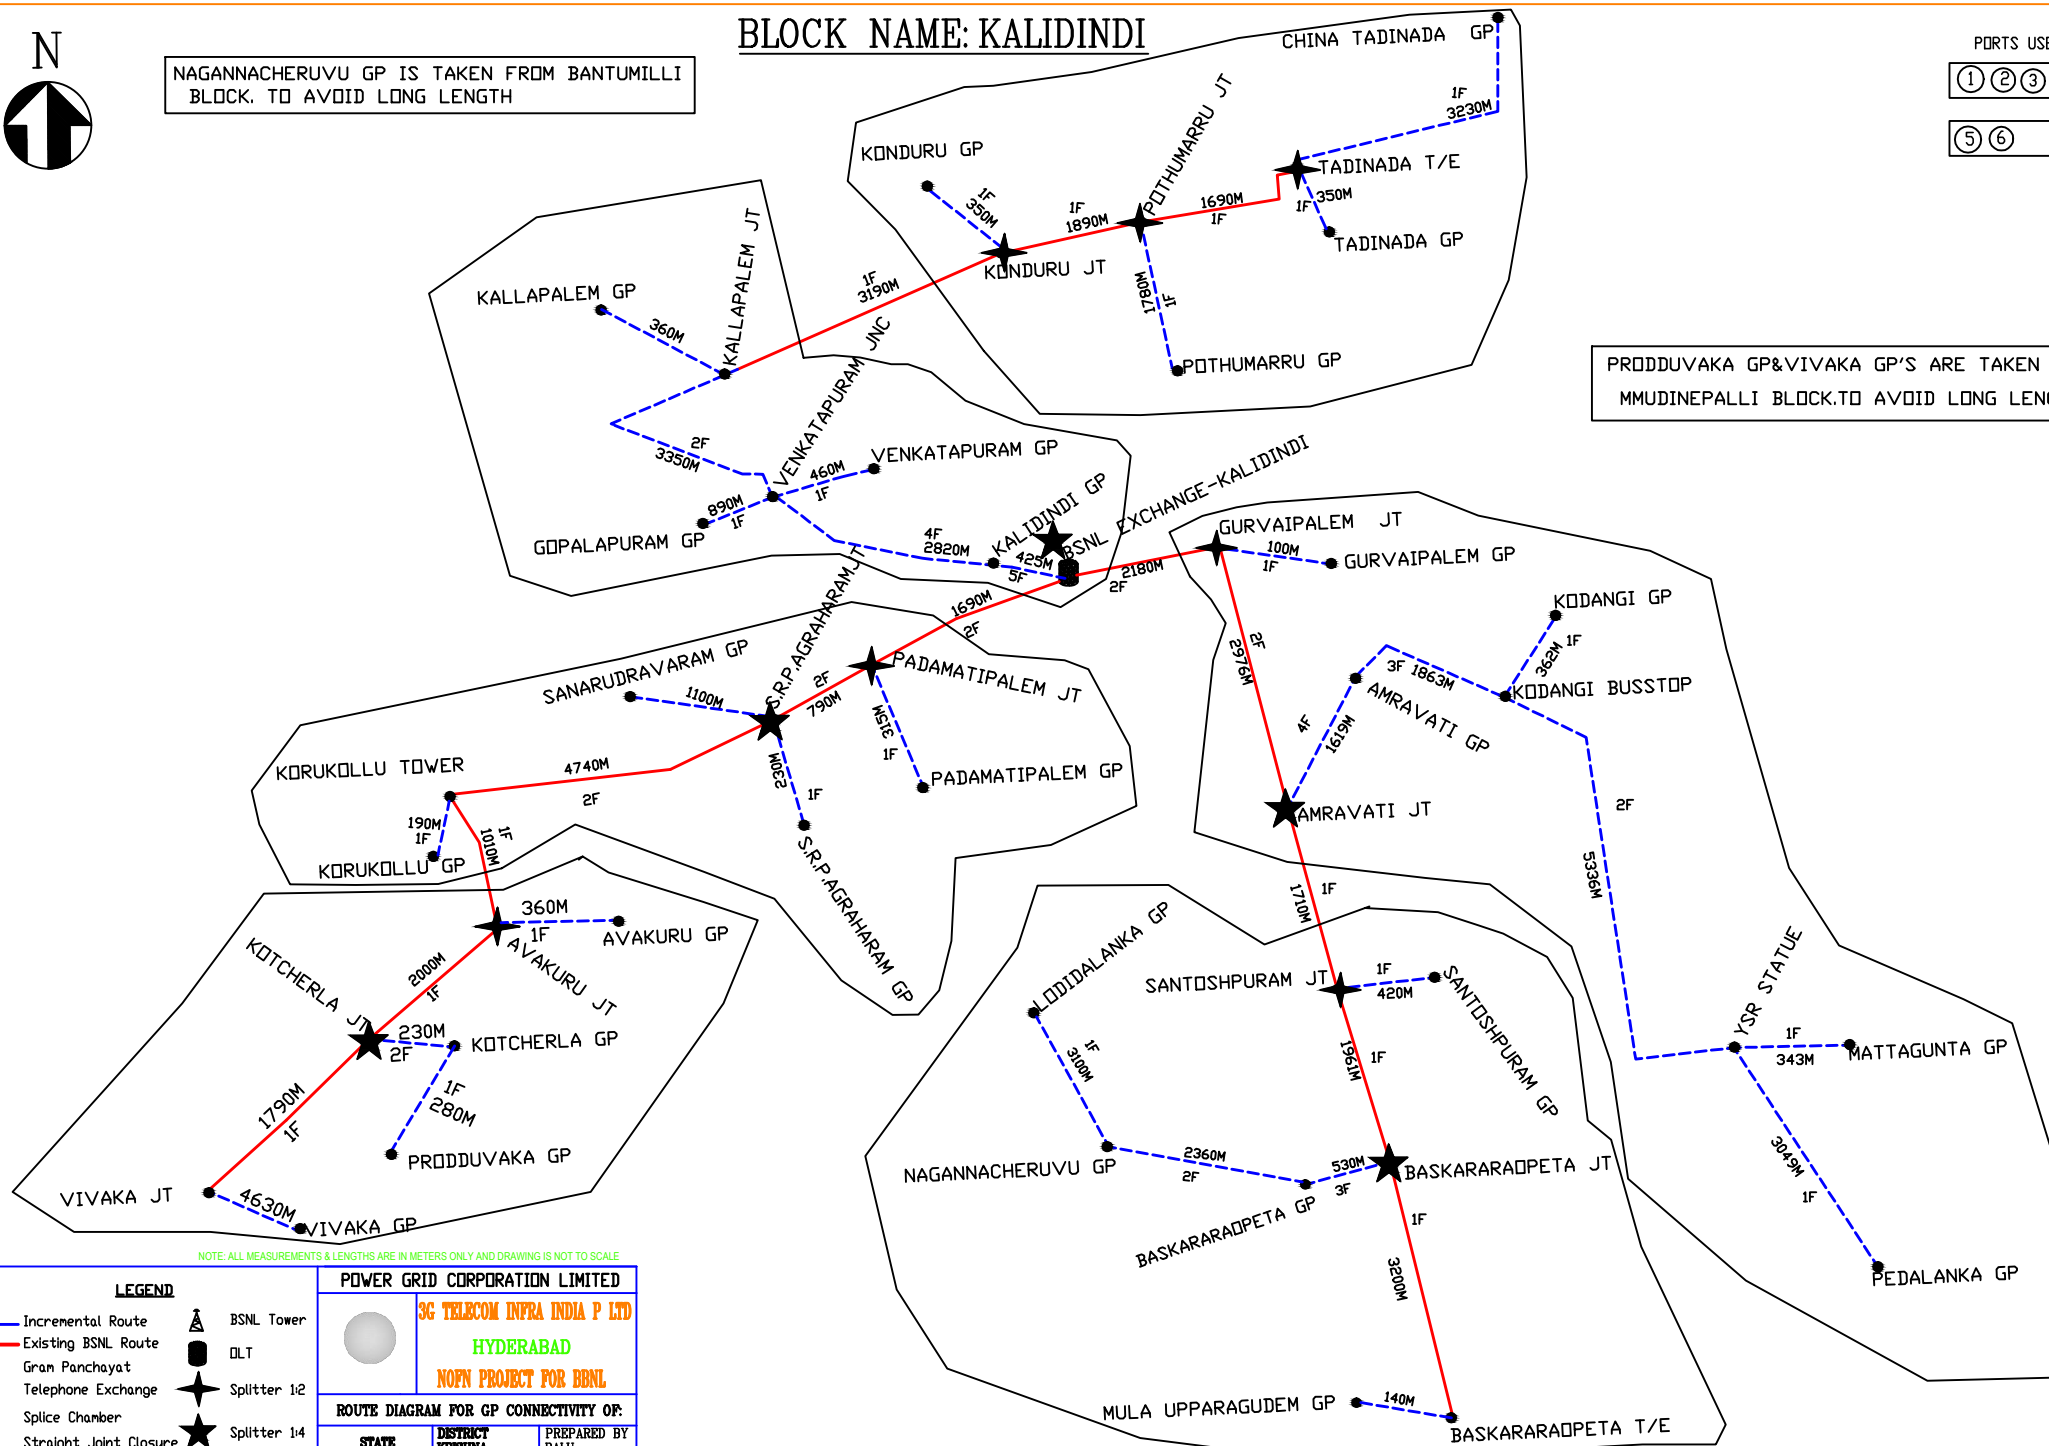 BLOCK NAME: KALIDINDI
N
NAGANNACHERUVU GP IS TAKEN FROM BANTUMILLI
BLOCK. TO AVOID LONG LENGTH
PORTS USE
1 2 3
5 6
CHINA TADINADA GP
1F
3230M
TADINADA T/E
1F 350M
TADINADA GP
POTHUMARRU JT
1690M
1F
KONDURU GP
1F
350M
1F
1890M
KONDURU JT
1780M
1F
POTHUMARRU GP
1F
3190M
KALLAPALEM JT
KALLAPALEM GP
360M
PRODDUVAKA GP&VIVAKA GP'S ARE TAKEN
MMUDINEPALLI BLOCK.TO AVOID LONG LEN
VENKATAPURAM JNC
2F
3350M
VENKATAPURAM GP
460M
1F
890M
1F
GOPALAPURAM GP
4F
2820M
KALIDINDI GP
425M
5F
BSNL EXCHANGE-KALIDINDI
2180M
2F
GURVAIPALEM JT
100M
1F
GURVAIPALEM GP
1690M
2F
S.R.P.AGRAHARAM JT
SANARUDRAVARAM GP
1100M
2F
790M
PADAMATIPALEM JT
315M
1F
PADAMATIPALEM GP
230M
1F
S.R.P.AGRAHARAM GP
KORUKOLLU TOWER
4740M
2F
190M
1F
KORUKOLLU GP
1F
1010M
2F
2976M
KODANGI GP
1F
362M
3F 1863M
KODANGI BUSSTOP
AMRAVATI GP
4F
1619M
AMRAVATI JT
2F
5336M
360M
1F
AVAKURU GP
AVAKURU JT
2000M
1F
KOTCHERLA JT
230M
2F
KOTCHERLA GP
1F
280M
PRODDUVAKA GP
1790M
1F
VIVAKA JT
4630M
VIVAKA GP
1710M
1F
SANTOSHPURAM JT
1F
420M
SANTOSHPURAM GP
LODIDALANKA GP
1F
3100M
NAGANNACHERUVU GP
2360M
2F
BASKARARAOPETA GP
530M
3F
1961M
1F
BASKARARAOPETA JT
1F
3200M
MULA UPPARAGUDEM GP
140M
BASKARARAOPETA T/E
YSR STATUE
1F
343M
MATTAGUNTA GP
3049M
1F
PEDALANKA GP
NOTE: ALL MEASUREMENTS & LENGTHS ARE IN METERS ONLY AND DRAWING IS NOT TO SCALE
LEGEND
Incremental Route
BSNL Tower
Existing BSNL Route
OLT
Gram Panchayat
Telephone Exchange
Splitter 1:2
Splice Chamber
Splitter 1:4
Straight Joint Closure
POWER GRID CORPORATION LIMITED
3G TELECOM INFRA INDIA P LTD
HYDERABAD
NOFN PROJECT FOR BBNL
ROUTE DIAGRAM FOR GP CONNECTIVITY OF:
STATE
DISTRICT
PREPARED BY